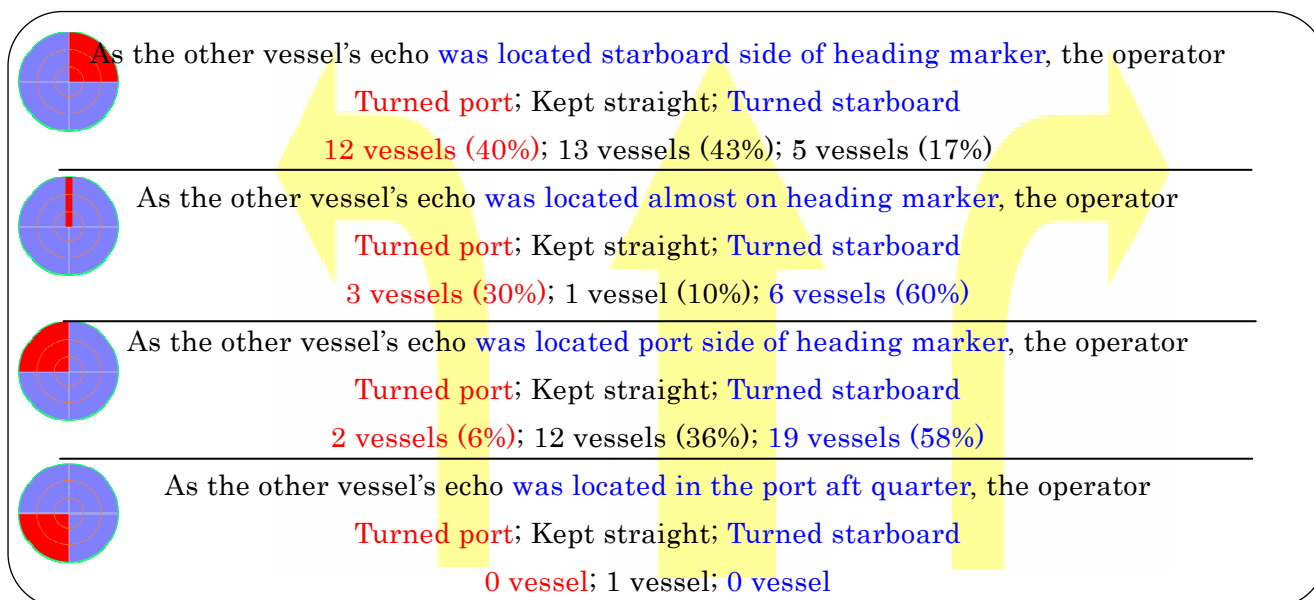 As the other vessel's echo was located starboard side of heading marker, the operator
Turned port; Kept straight; Turned starboard
12 vessels (40%); 13 vessels (43%); 5 vessels (17%)
As the other vessel's echo was located almost on heading marker, the operator
Turned port; Kept straight; Turned starboard
3 vessels (30%); 1 vessel (10%); 6 vessels (60%)
As the other vessel's echo was located port side of heading marker, the operator
Turned port; Kept straight; Turned starboard
2 vessels (6%); 12 vessels (36%); 19 vessels (58%)
As the other vessel's echo was located in the port aft quarter, the operator
Turned port; Kept straight; Turned starboard
0 vessel; 1 vessel; 0 vessel